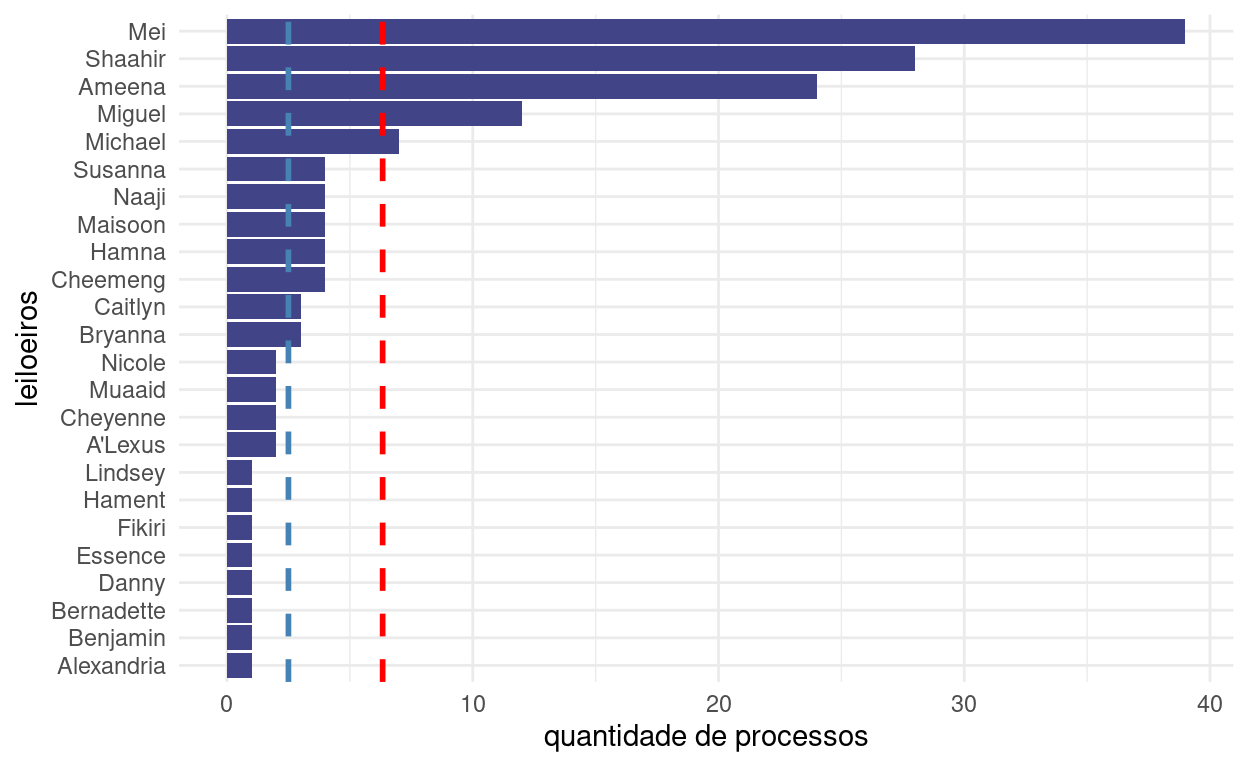 Mei
Shaahir
Ameena
Miguel
Michael
Susanna
Naaji
Maisoon
Hamna
Cheemeng
Caitlyn
Bryanna
Nicole
Muaaid
Cheyenne
A'Lexus
Lindsey
Hament
Fikiri
Essence
Danny
Bernadette
Benjamin
Alexandria
leiloeiros
0 10 20 30 40
quantidade de processos